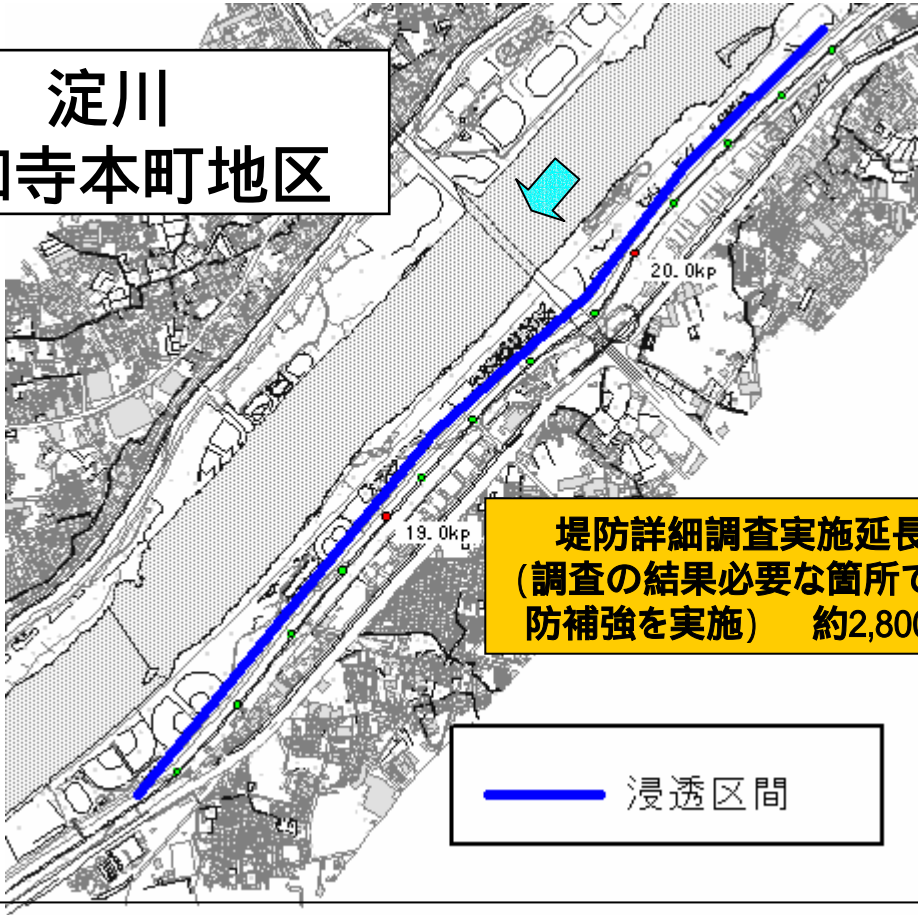 淀川
寺本町地区
20.0kp
19.0kp
堤防詳細調査実施延長
(調査の結果必要な箇所で
防補強を実施) 約2,800
浸透区間